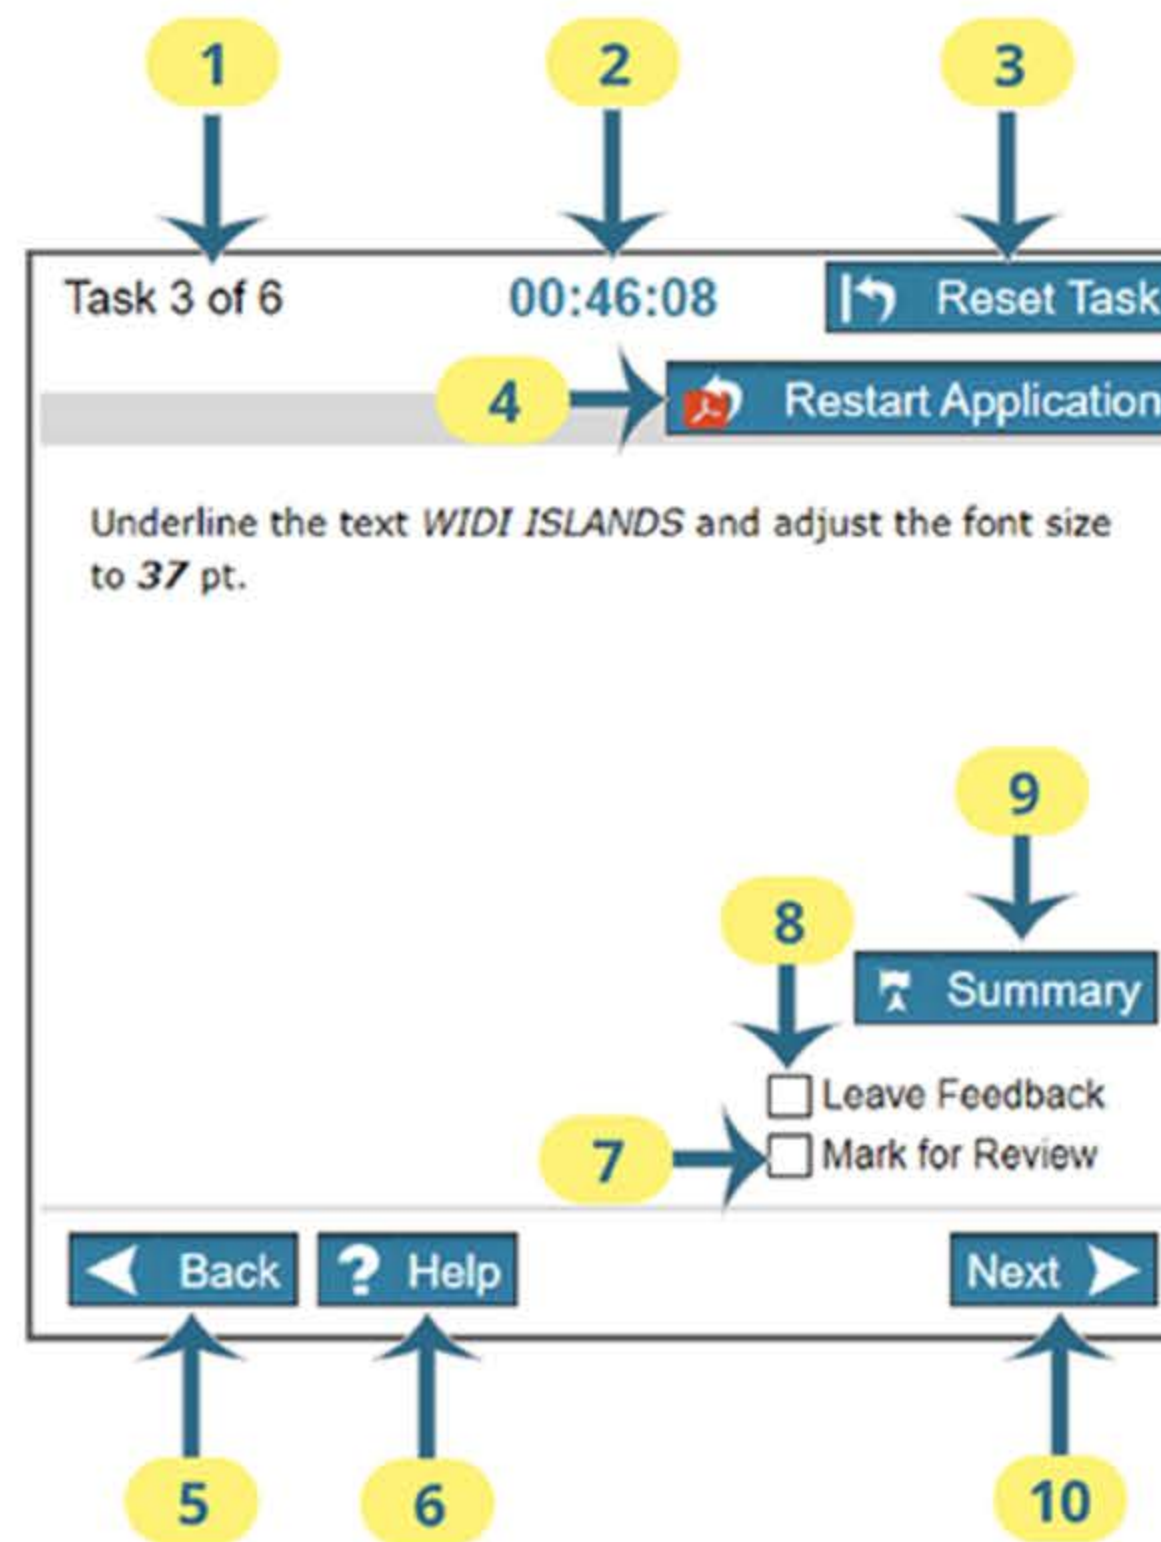 1 2 3
Task 3 of 6 00:46:08 Reset Task
4 Restart Application
Underline the text WIDI ISLANDS and adjust the font size
to 37 pt.
9
8
Summary
Leave Feedback
7 Mark for Review
Back ? Help Next
5 6 10